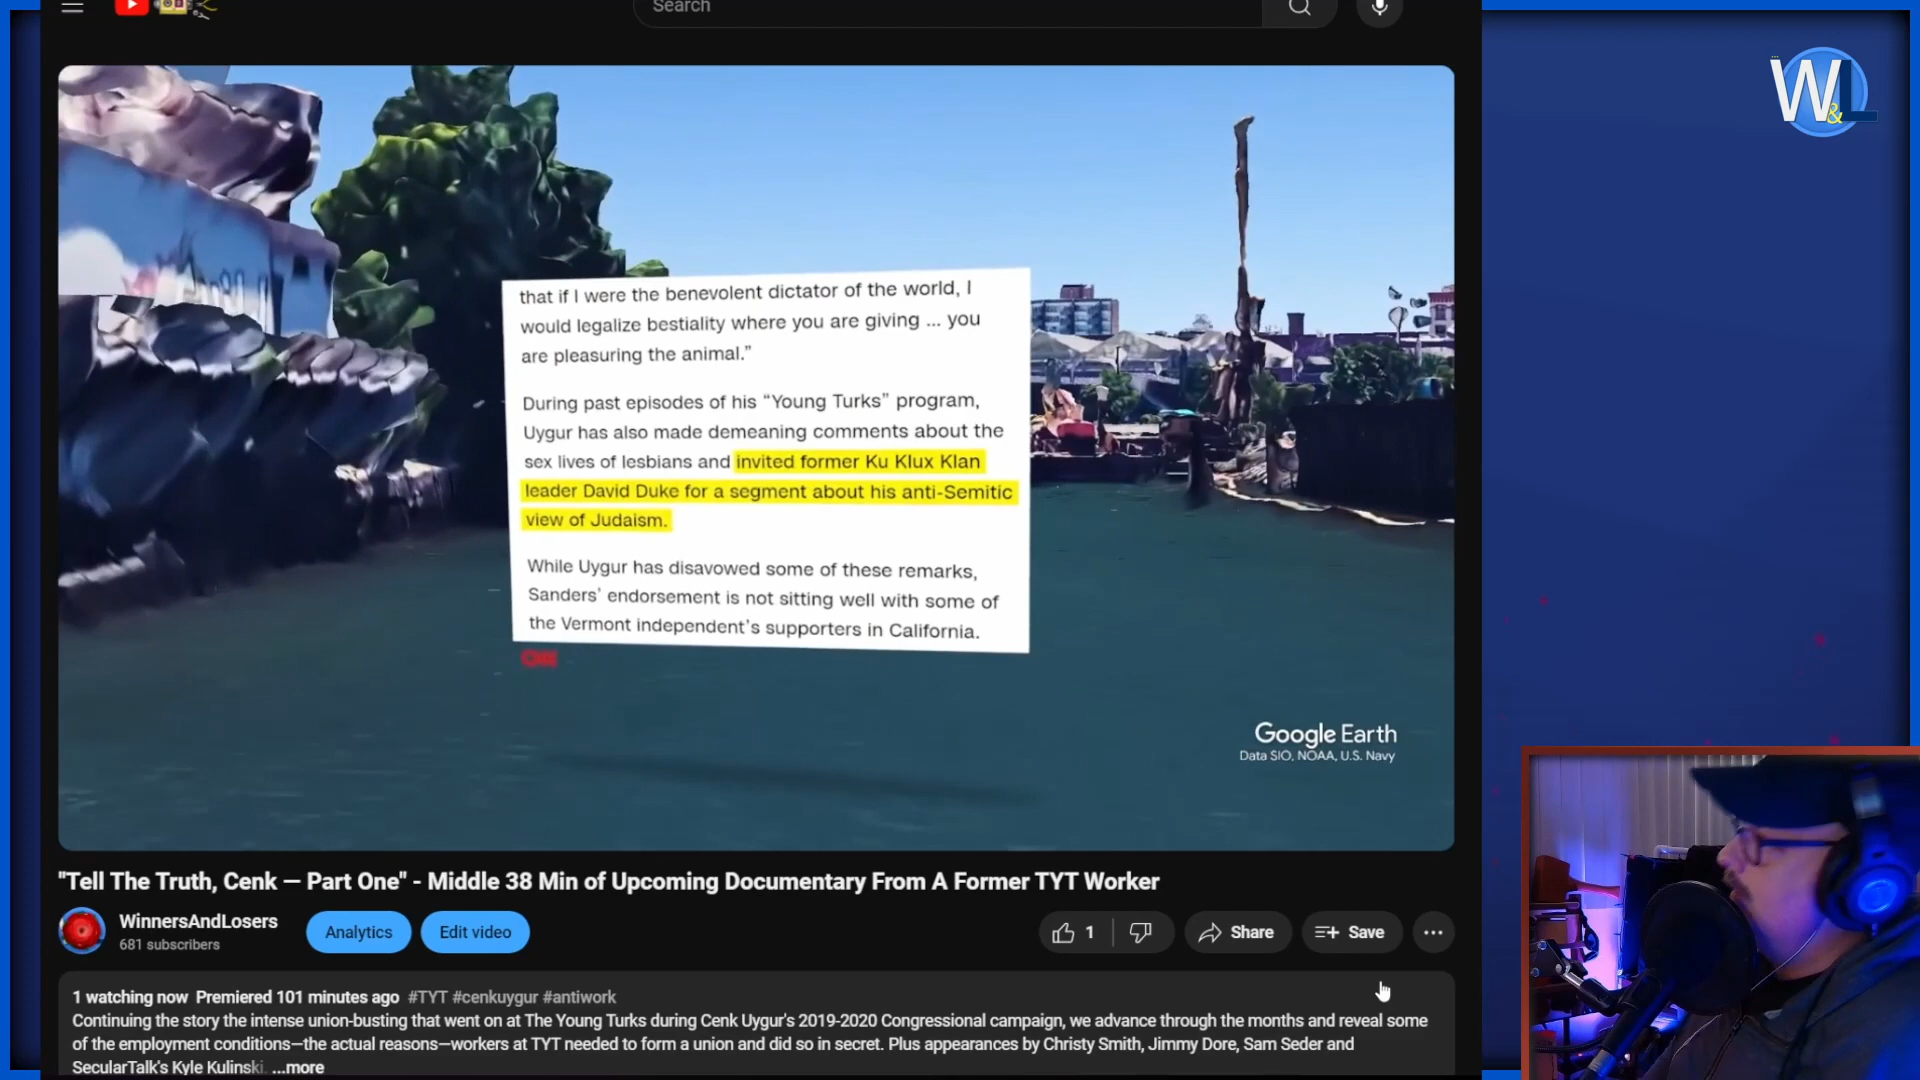 Search
W&L
that if I were the benevolent dictator of the world, I
would legalize bestiality where you are giving ... you
are pleasuring the animal.”
During past episodes of his “Young Turks” program,
Uygur has also made demeaning comments about the
sex lives of lesbians and invited former Ku Klux Klan
leader David Duke for a segment about his anti-Semitic
view of Judaism.
While Uygur has disavowed some of these remarks,
Sanders’ endorsement is not sitting well with some of
the Vermont independent’s supporters in California.
CNN
Google Earth
Data SIO, NOAA, U.S. Navy
"Tell The Truth, Cenk — Part One" - Middle 38 Min of Upcoming Documentary From A Former TYT Worker
WinnersAndLosers
681 subscribers
Analytics
Edit video
1
Share
Save
1 watching now Premiered 101 minutes ago #TYT #cenkuygur #antiwork
Continuing the story the intense union-busting that went on at The Young Turks during Cenk Uygur's 2019-2020 Congressional campaign, we advance through the months and reveal some
of the employment conditions—the actual reasons—workers at TYT needed to form a union and did so in secret. Plus appearances by Christy Smith, Jimmy Dore, Sam Seder and
SecularTalk's Kyle Kulinski. ...more